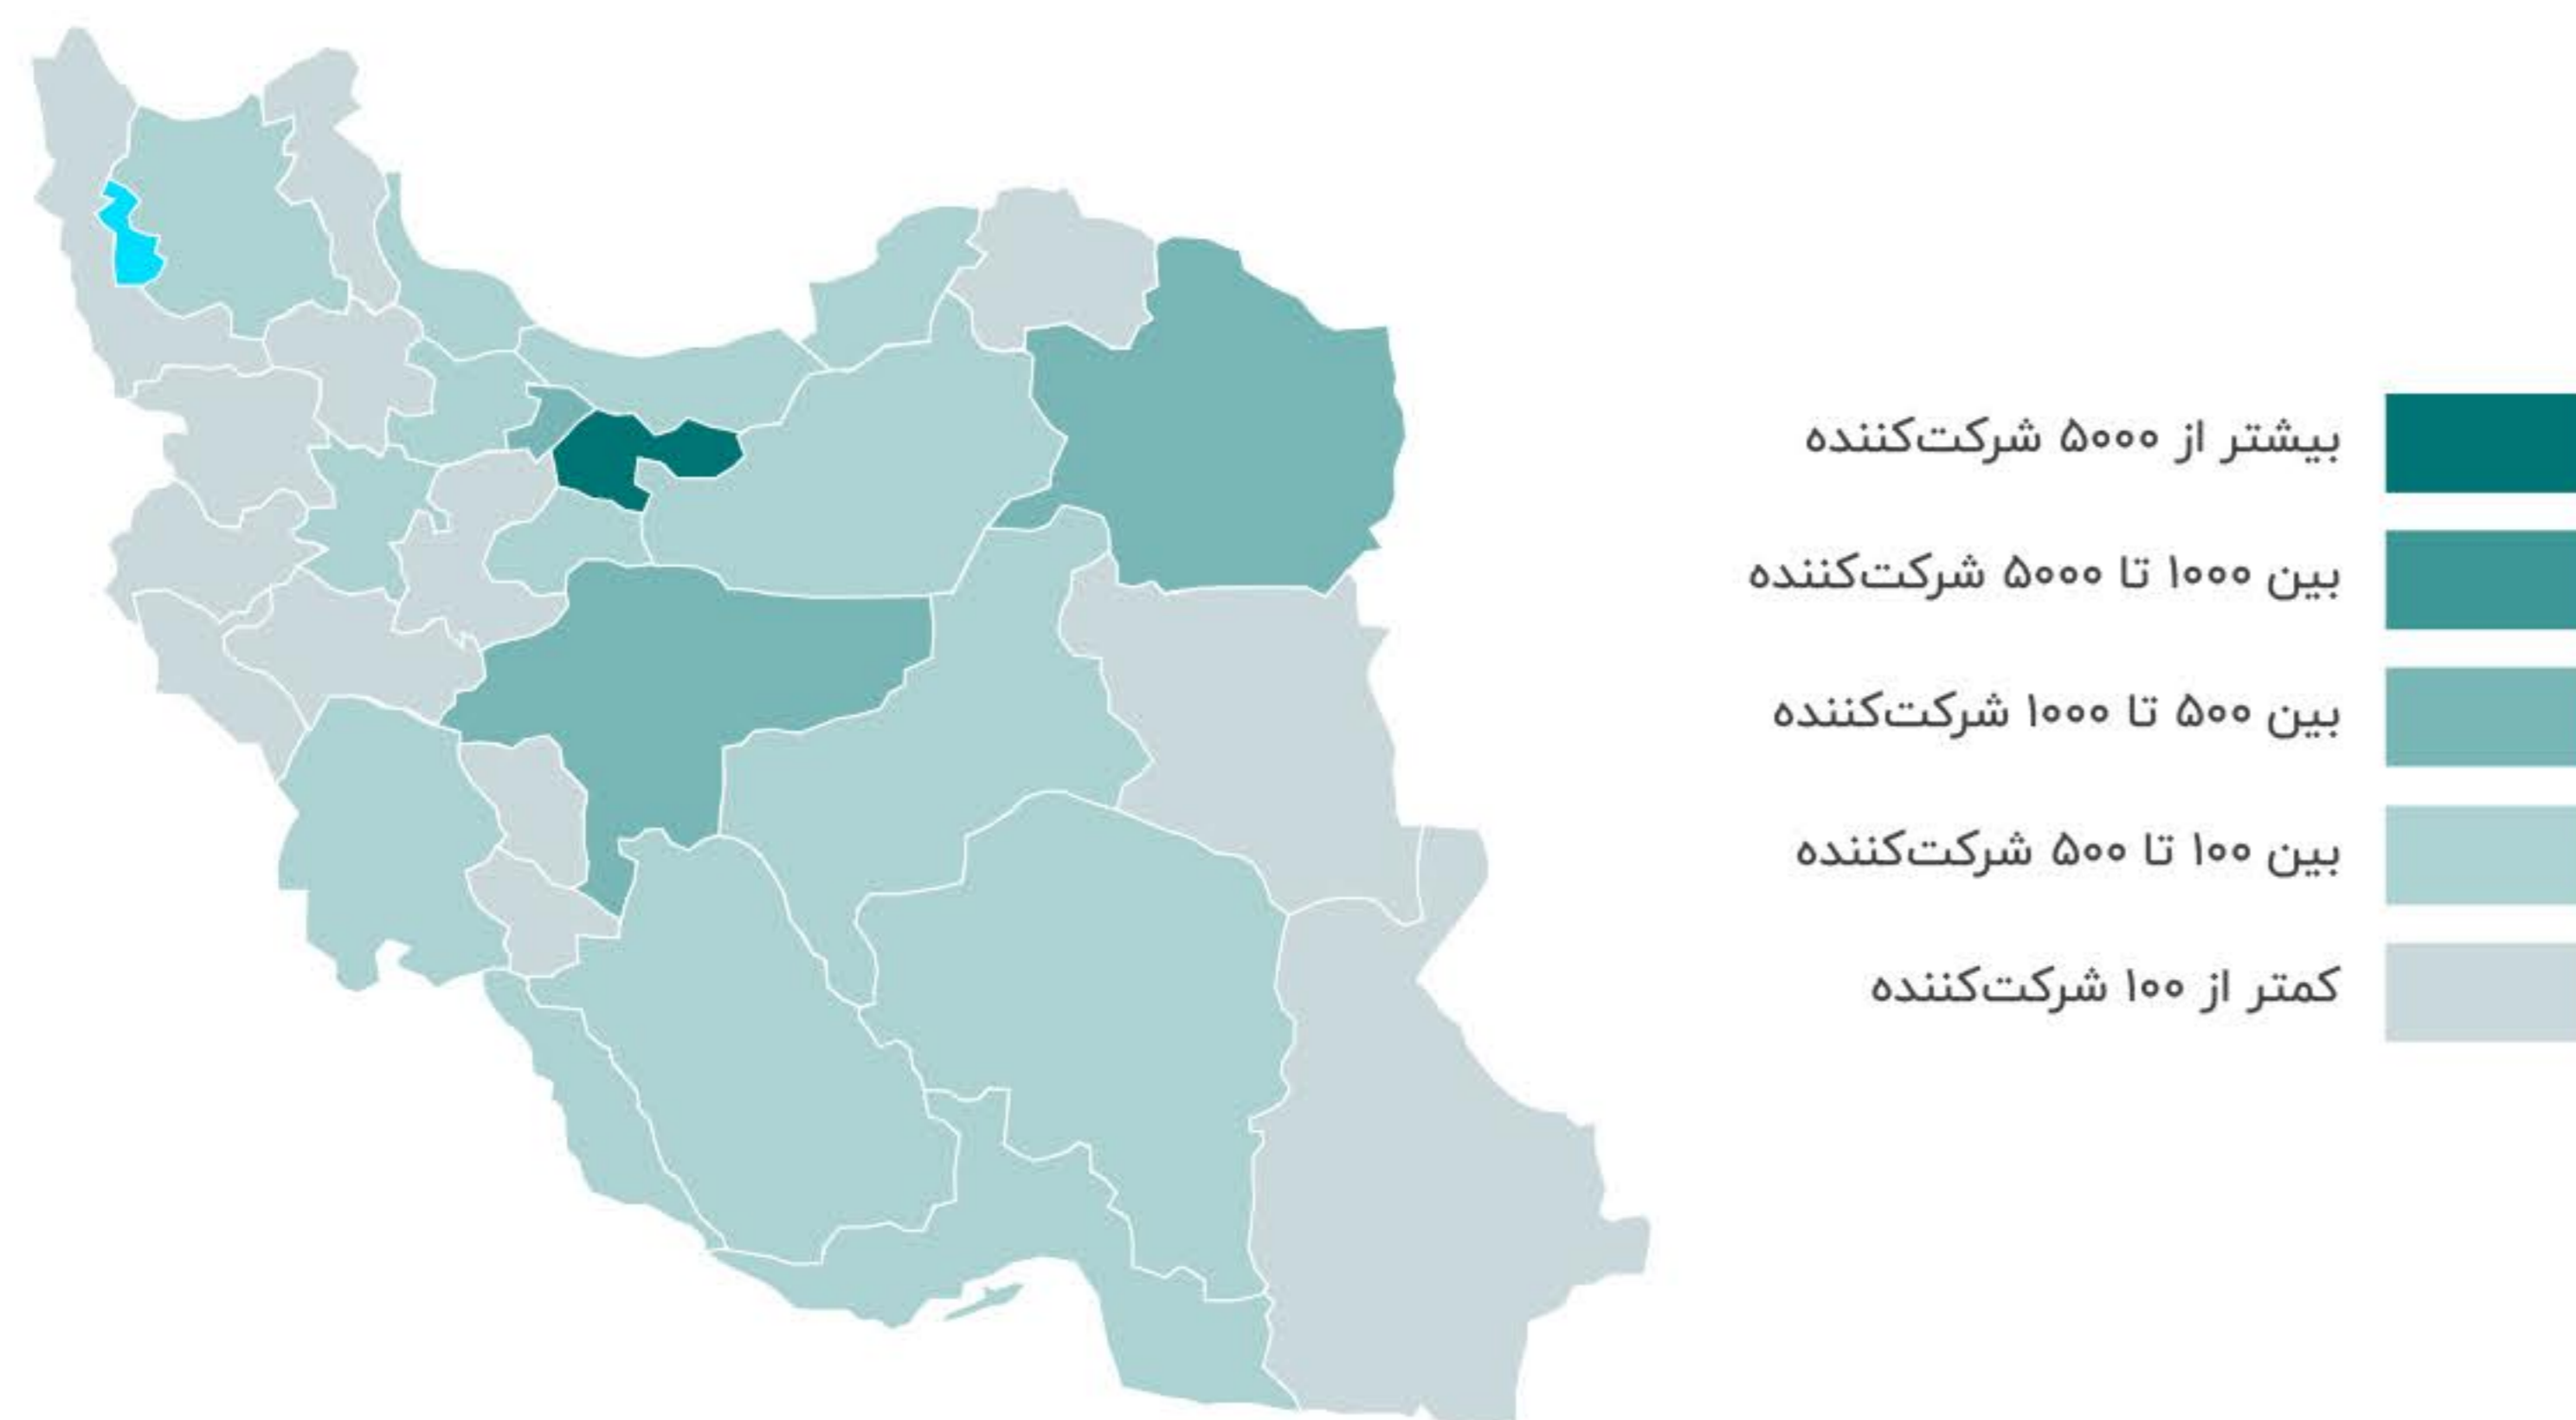 بیشتر از ۵۰۰۰ شرکت‌کننده
بین ۱۰۰۰ تا ۵۰۰۰ شرکت‌کننده
بین ۵۰۰ تا ۱۰۰۰ شرکت‌کننده
بین ۱۰۰ تا ۵۰۰ شرکت‌کننده
کمتر از ۱۰۰ شرکت‌کننده